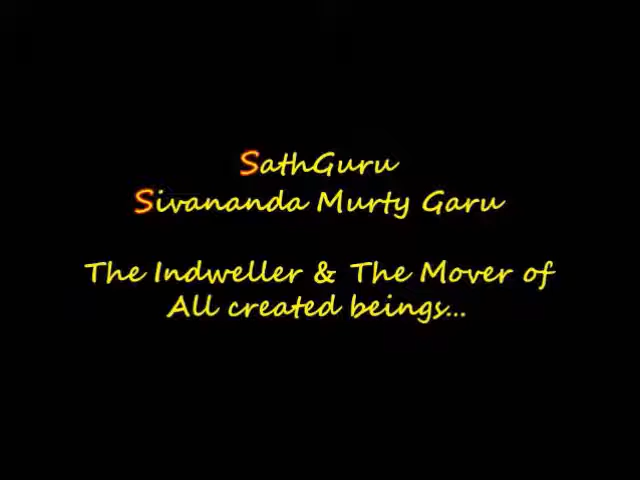 SathGuru
Sivananda Murty Garu
The Indweller & The Mover of
All created beings...